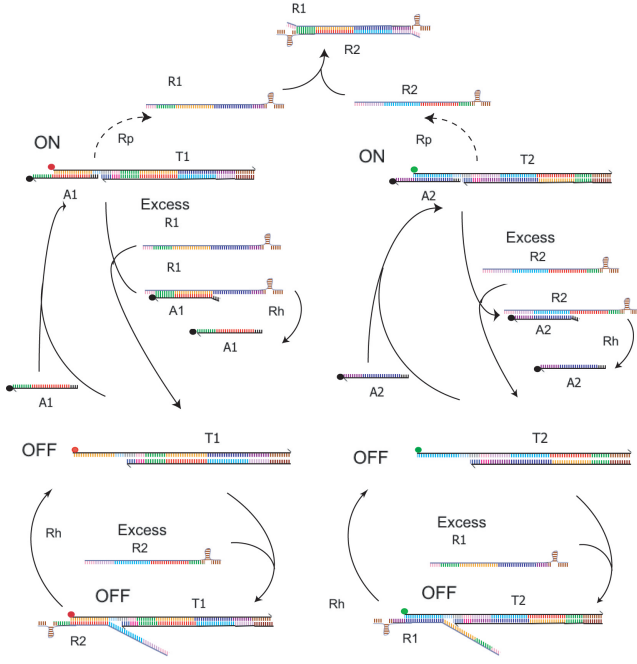 R1
R2
R1
R2
Rp
Rp
ON
T1
ON
T2
A1
A2
Excess
R1
Excess
R2
R1
R2
A1
A2
Rh
Rh
A1
A2
A1
A2
T1
T2
OFF
OFF
Excess
R2
Excess
R1
Rh
Rh
OFF
T1
OFF
T2
R2
R1